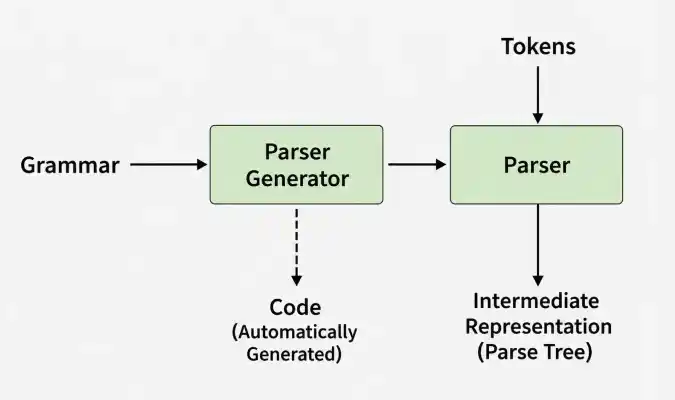 Tokens
Grammar
Parser
Generator
Parser
Code
(Automatically
Generated)
Intermediate
Representation
(Parse Tree)